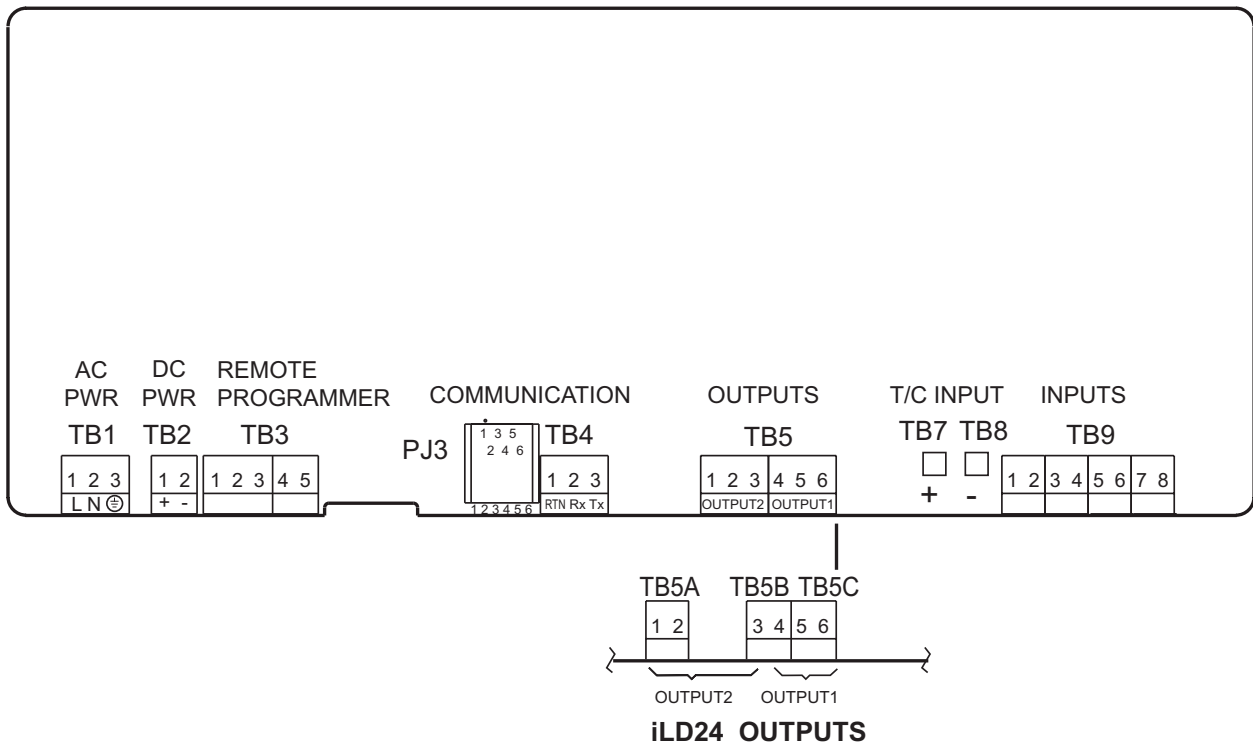 AC PWR
DC PWR
REMOTE PROGRAMMER
COMMUNICATION
OUTPUTS
T/C INPUT
INPUTS
TB1
TB2
TB3
PJ3
TB4
TB5
TB7
TB8
TB9
1 2 3
L N
1 2
+ -
1 2 3 4 5
1 3 5
2 4 6
1 2 3 4 5 6
1 2 3
RTN Rx Tx
1 2 3 4 5 6
OUTPUT2 OUTPUT1
+ -
1 2 3 4 5 6 7 8
TB5A
TB5B
TB5C
1 2
3 4 5 6
OUTPUT2
OUTPUT1
iLD24 OUTPUTS